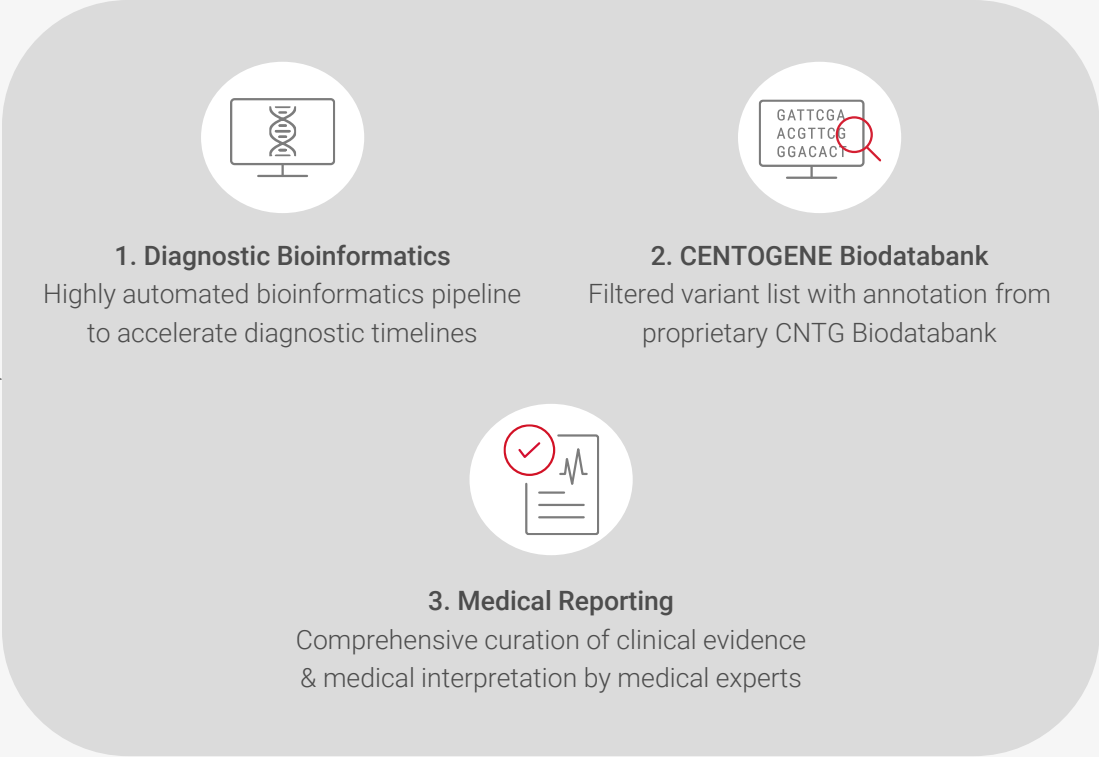 GATTCGA
ACGTTCG
GGACACT
1. Diagnostic Bioinformatics
Highly automated bioinformatics pipeline
to accelerate diagnostic timelines
2. CENTOGENE Biodatabank
Filtered variant list with annotation from
proprietary CNTG Biodatabank
3. Medical Reporting
Comprehensive curation of clinical evidence
& medical interpretation by medical experts